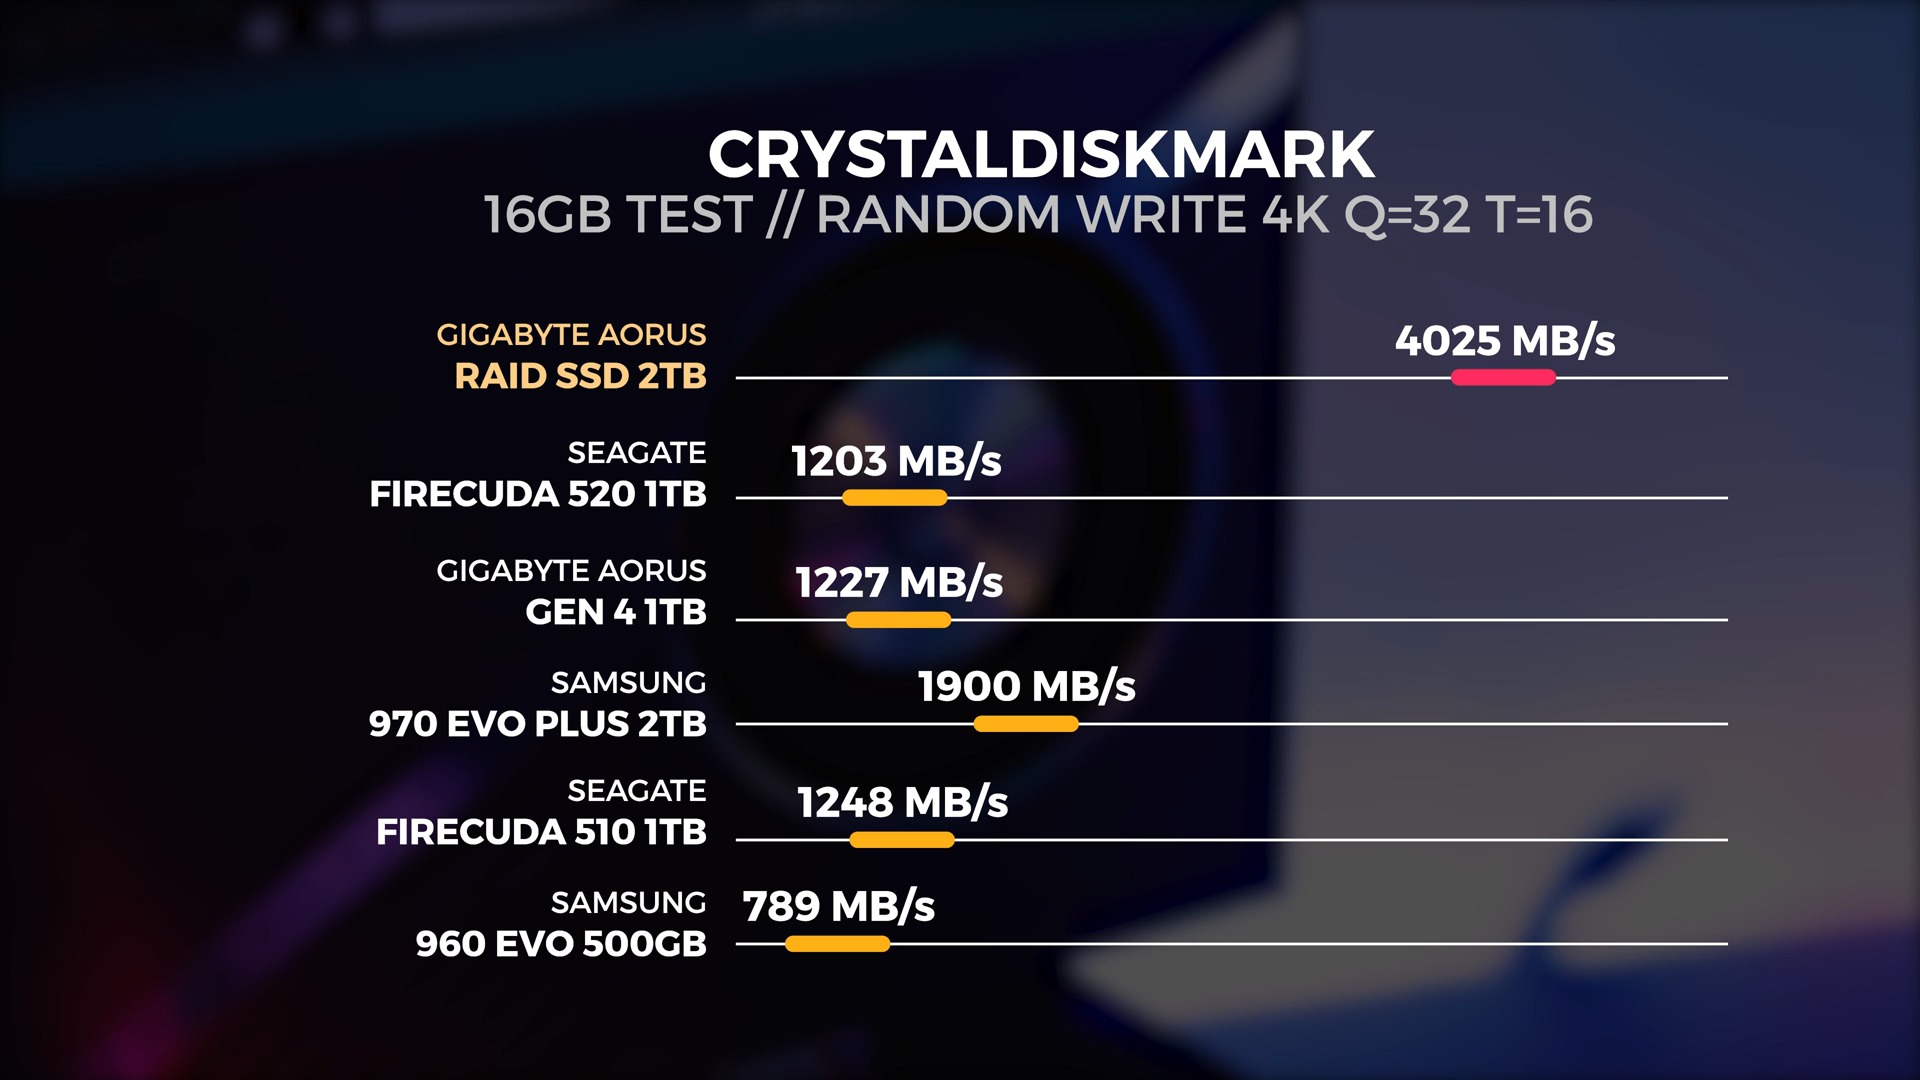 CRYSTALDISKMARK
16GB TEST // RANDOM WRITE 4K Q=32 T=16
GIGABYTE AORUS
RAID SSD 2TB
4025 MB/s
SEAGATE
FIRECUDA 520 1TB
1203 MB/s
GIGABYTE AORUS
GEN 4 1TB
1227 MB/s
SAMSUNG
970 EVO PLUS 2TB
1900 MB/s
SEAGATE
FIRECUDA 510 1TB
1248 MB/s
SAMSUNG
960 EVO 500GB
789 MB/s